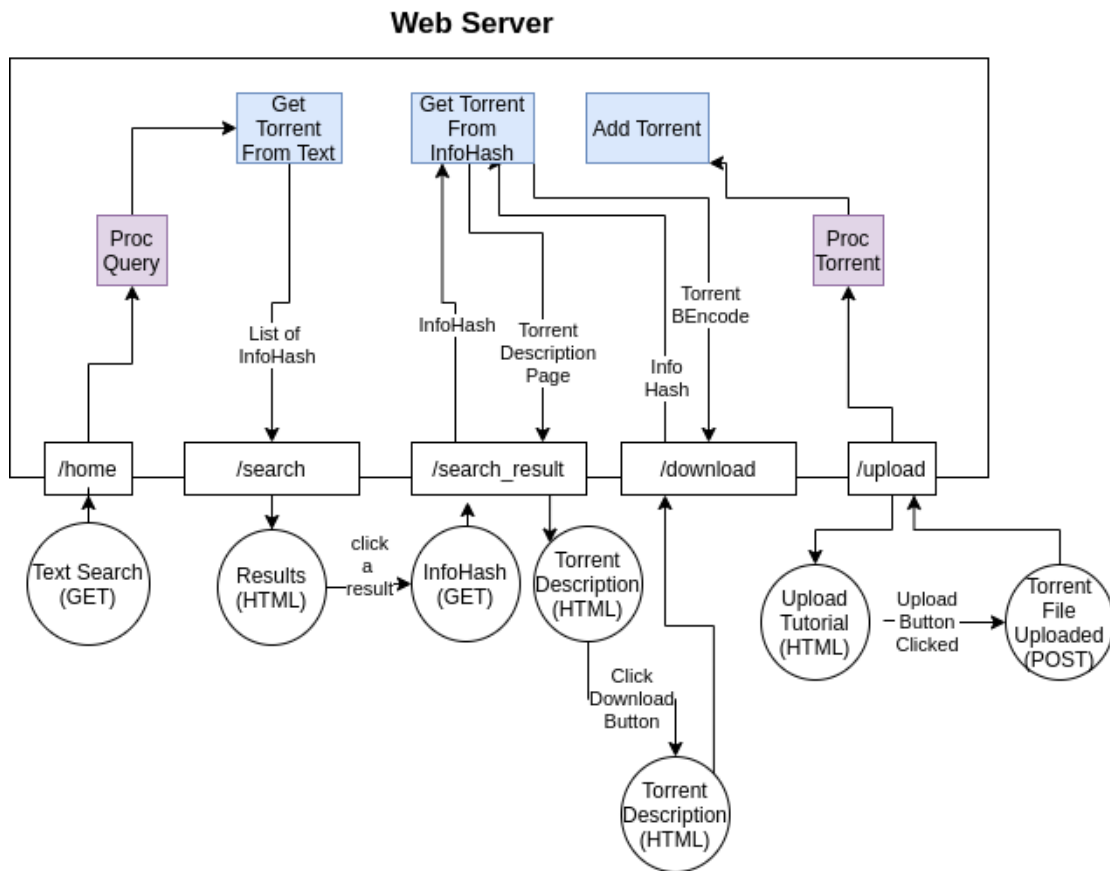 Web Server
Get
Torrent
From Text
Get Torrent
From
InfoHash
Add Torrent
Proc
Query
Proc
Torrent
List of
InfoHash
InfoHash
Torrent
Description
Page
Info
Hash
Torrent
BEncode
/home
/search
/search_result
/download
/upload
Text Search
(GET)
Results
(HTML)
click
a
result
InfoHash
(GET)
Torrent
Description
(HTML)
Click
Download
Button
Torrent
Description
(HTML)
Upload
Tutorial
(HTML)
Upload
Button
Clicked
Torrent
File
Uploaded
(POST)